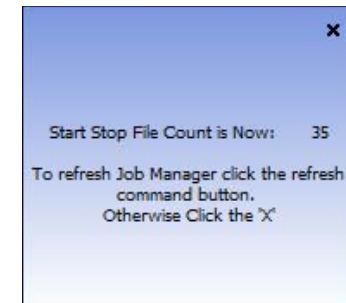 Start Stop File Count is Now: 35
To refresh Job Manager click the refresh
command button.
Otherwise Click the 'X'